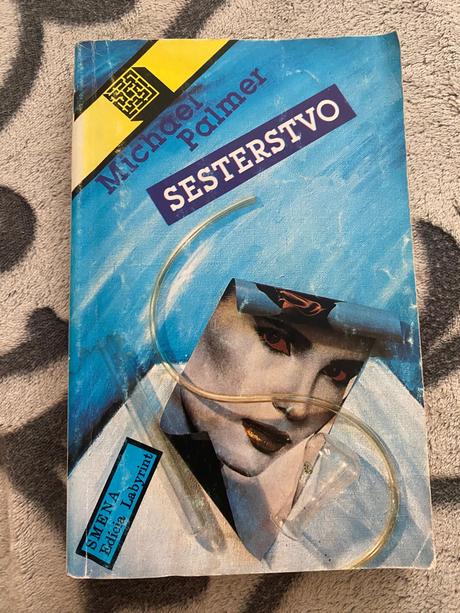 Michael
Palmer
SESTERSTVO
SMENA
Edícia Labyrint